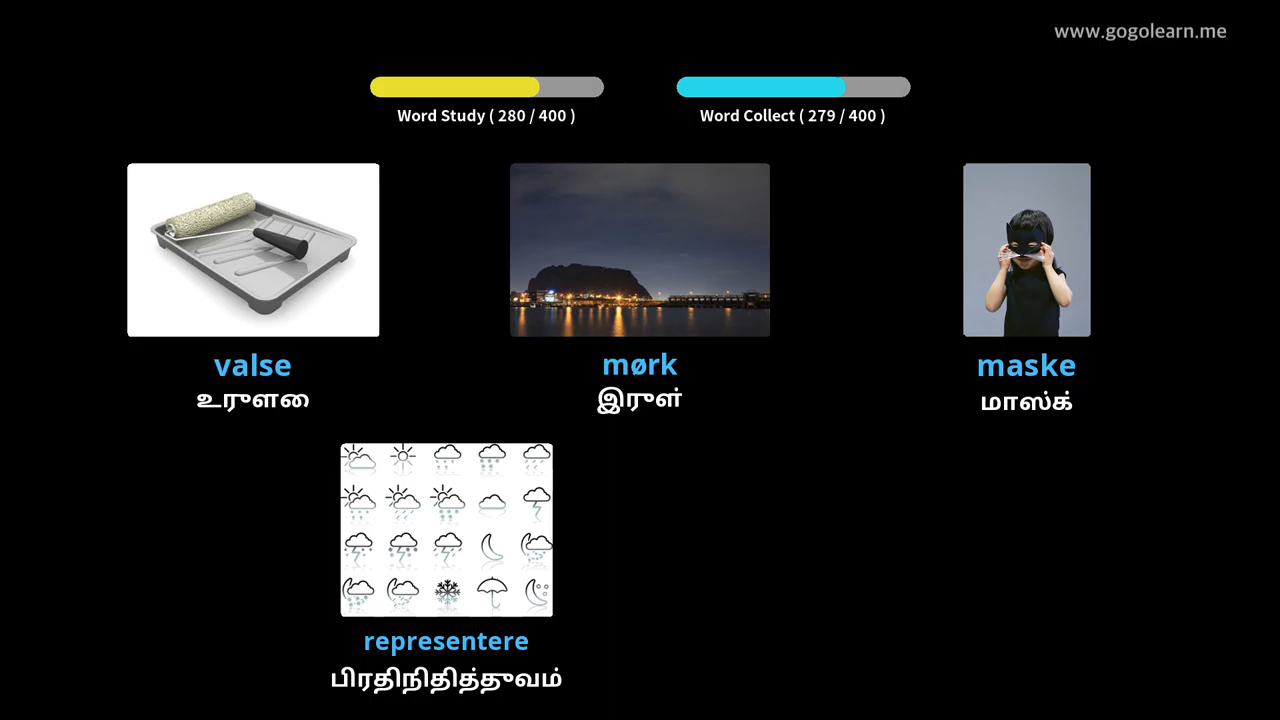 www.gogolearn.me
Word Study ( 280 / 400 )
Word Collect ( 279 / 400 )
valse
உருளை
mørk
இருள்
maske
மாஸ்க்
representere
பிரதிநிதித்துவம்